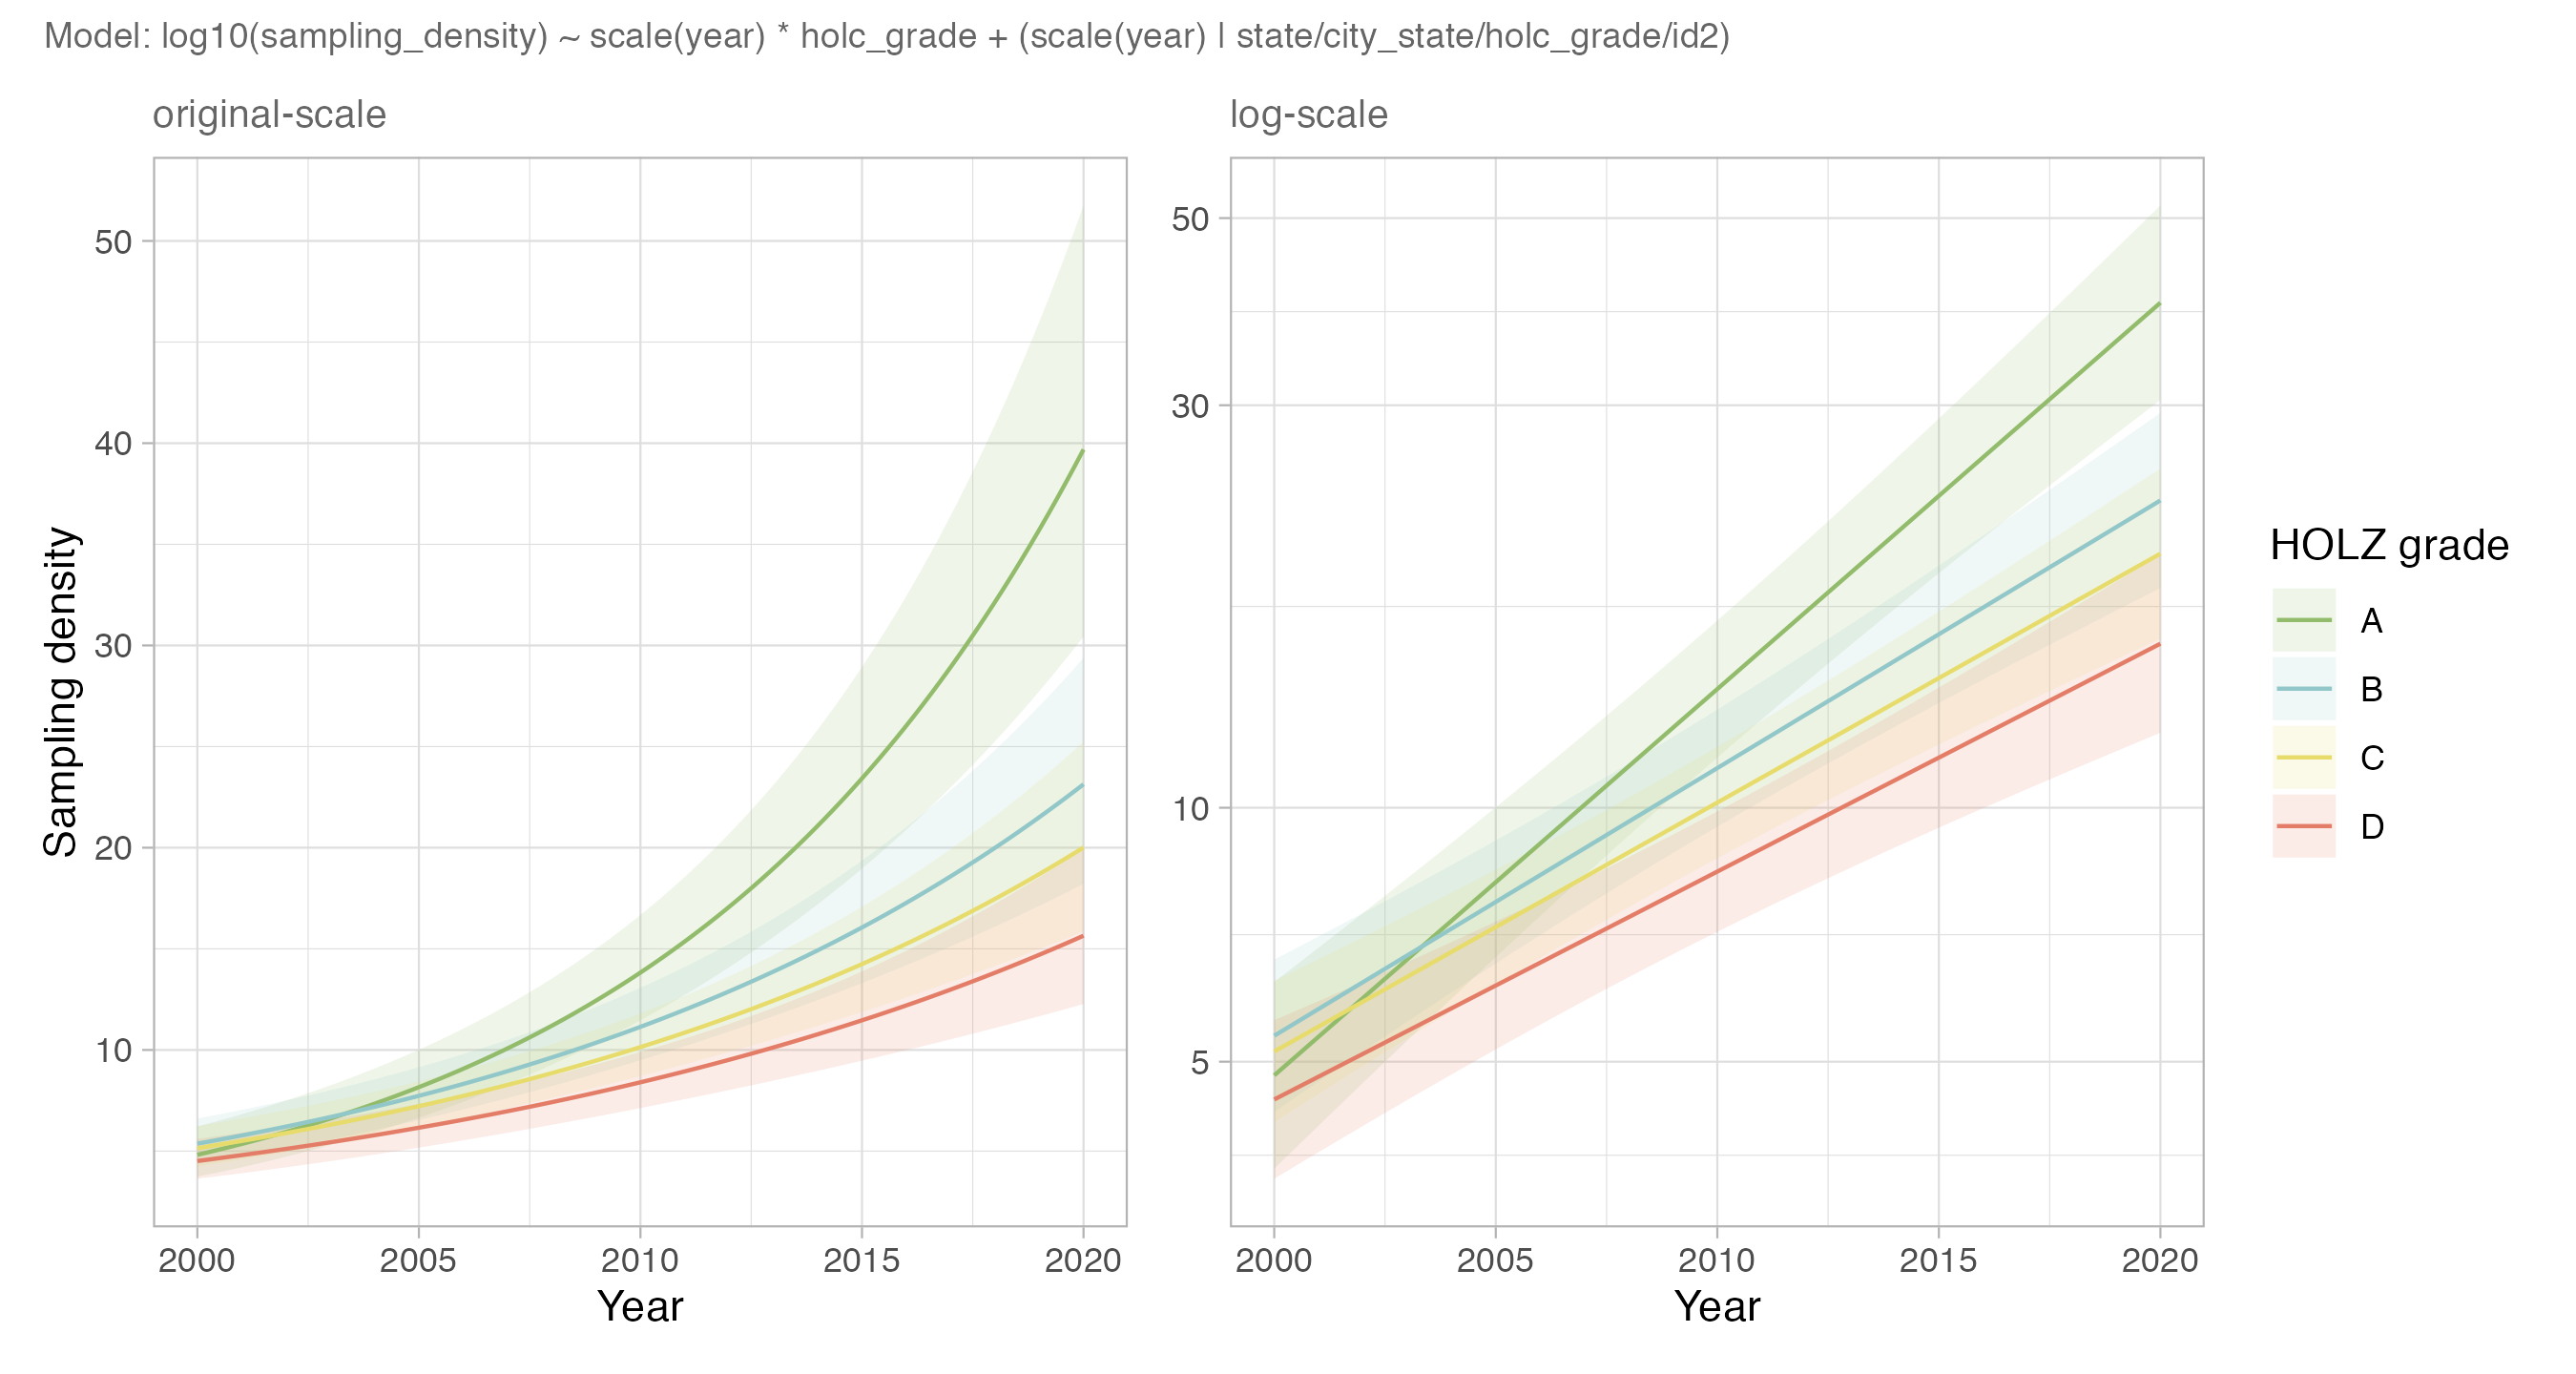 Model: log10(sampling_density) ~ scale(year) * holc_grade + (scale(year) | state/city_state/holc_grade/id2)
original-scale
log-scale
Sampling density
50
40
30
20
10
2000 2005 2010 2015 2020
Year
50
30
10
5
2000 2005 2010 2015 2020
Year
HOLZ grade
A
B
C
D